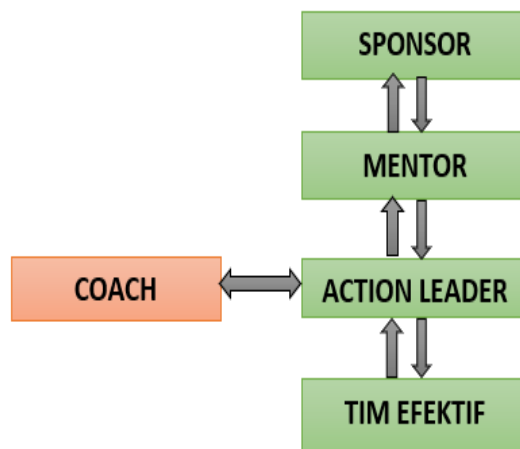 SPONSOR
MENTOR
COACH
ACTION LEADER
TIM EFEKTIF